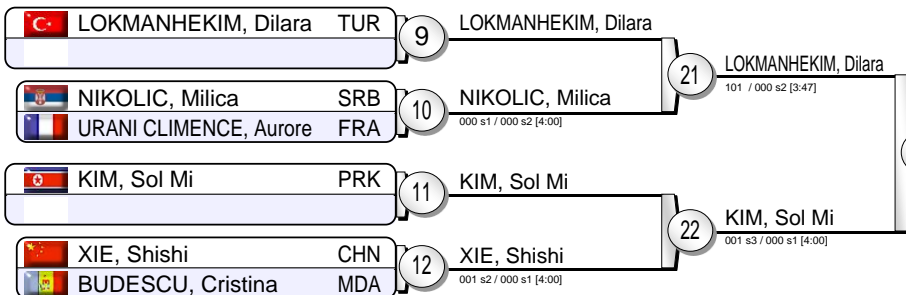 LOKMANHEKIM, Dilara TUR
9
LOKMANHEKIM, Dilara
21
LOKMANHEKIM, Dilara
101 / 000 s2 [3:47]
NIKOLIC, Milica SRB
URANI CLIMENCE, Aurore FRA
10
NIKOLIC, Milica
000 s1 / 000 s2 [4:00]
KIM, Sol Mi PRK
11
KIM, Sol Mi
22
KIM, Sol Mi
001 s3 / 000 s1 [4:00]
XIE, Shishi CHN
BUDESCU, Cristina MDA
12
XIE, Shishi
001 s2 / 000 s1 [4:00]